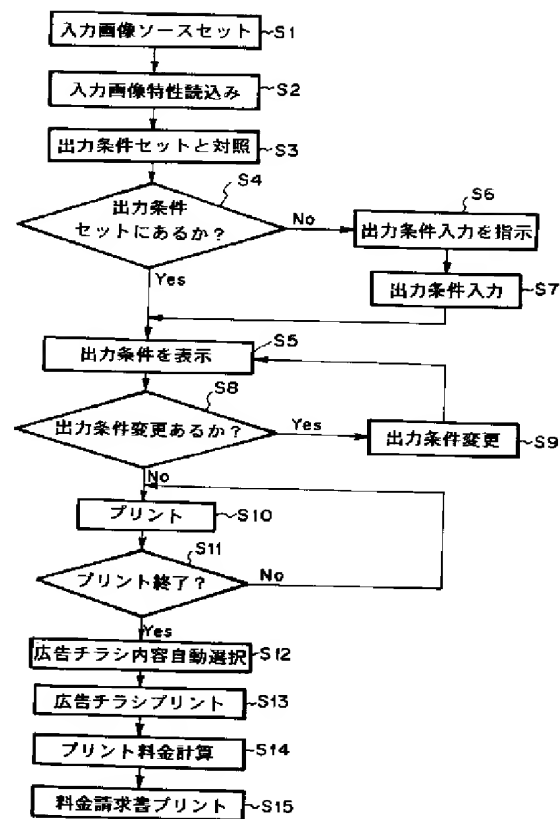 入力画像ソースセット S1
入力画像特性読込み S2
出力条件セットと対照 S3
S4
出力条件
セットにあるか?
No
S6
出力条件入力を指示
Yes
出力条件入力 S7
出力条件を表示 S5
S8
出力条件変更あるか?
Yes
出力条件変更 S9
No
プリント S10
S11
プリント終了?
No
Yes
広告チラシ内容自動選択 S12
広告チラシプリント S13
プリント料金計算 S14
料金請求書プリント S15